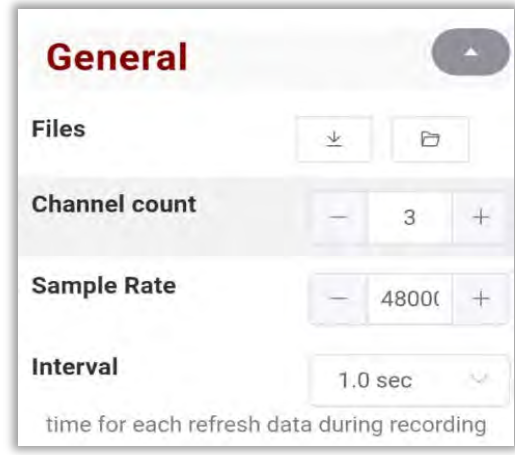 General
Files
Channel count
3
Sample Rate
4800
Interval
1.0 sec
time for each refresh data during recording